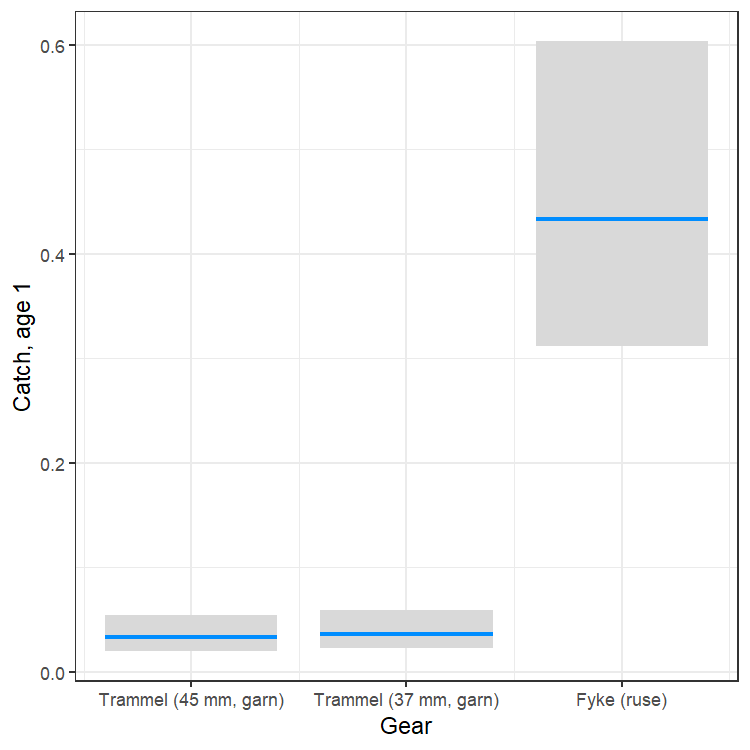 0.6
0.4
0.2
0.0
Catch, age 1
Trammel (45 mm, garn) Trammel (37 mm, garn) Fyke (ruse)
Gear